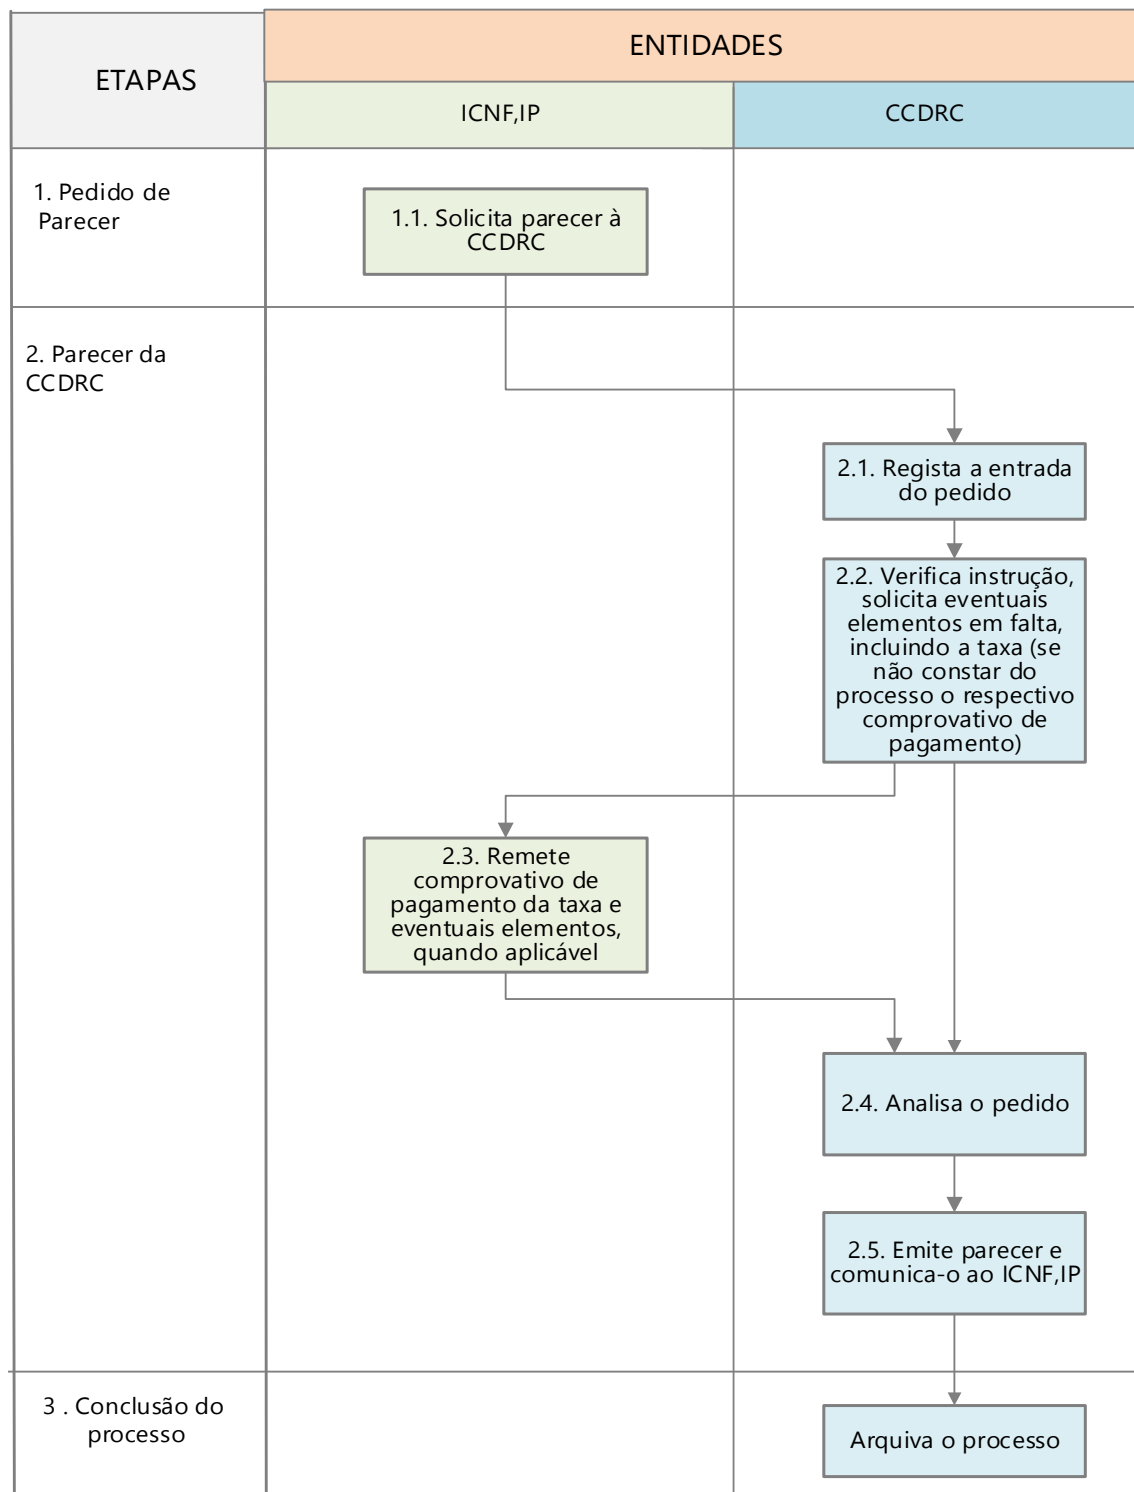 ETAPAS
ENTIDADES
ICNF,IP
CCDRC
1. Pedido de
Parecer
1.1. Solicita parecer à
CCDRC
2. Parecer da
CCDRC
2.1. Regista a entrada
do pedido
2.2. Verifica instrução,
solicita eventuais
elementos em falta,
incluindo a taxa (se
não constar do
processo o respectivo
comprovativo de
pagamento)
2.3. Remete
comprovativo de
pagamento da taxa e
eventuais elementos,
quando aplicável
2.4. Analisa o pedido
2.5. Emite parecer e
comunica-o ao ICNF,IP
3 . Conclusão do
processo
Arquiva o processo